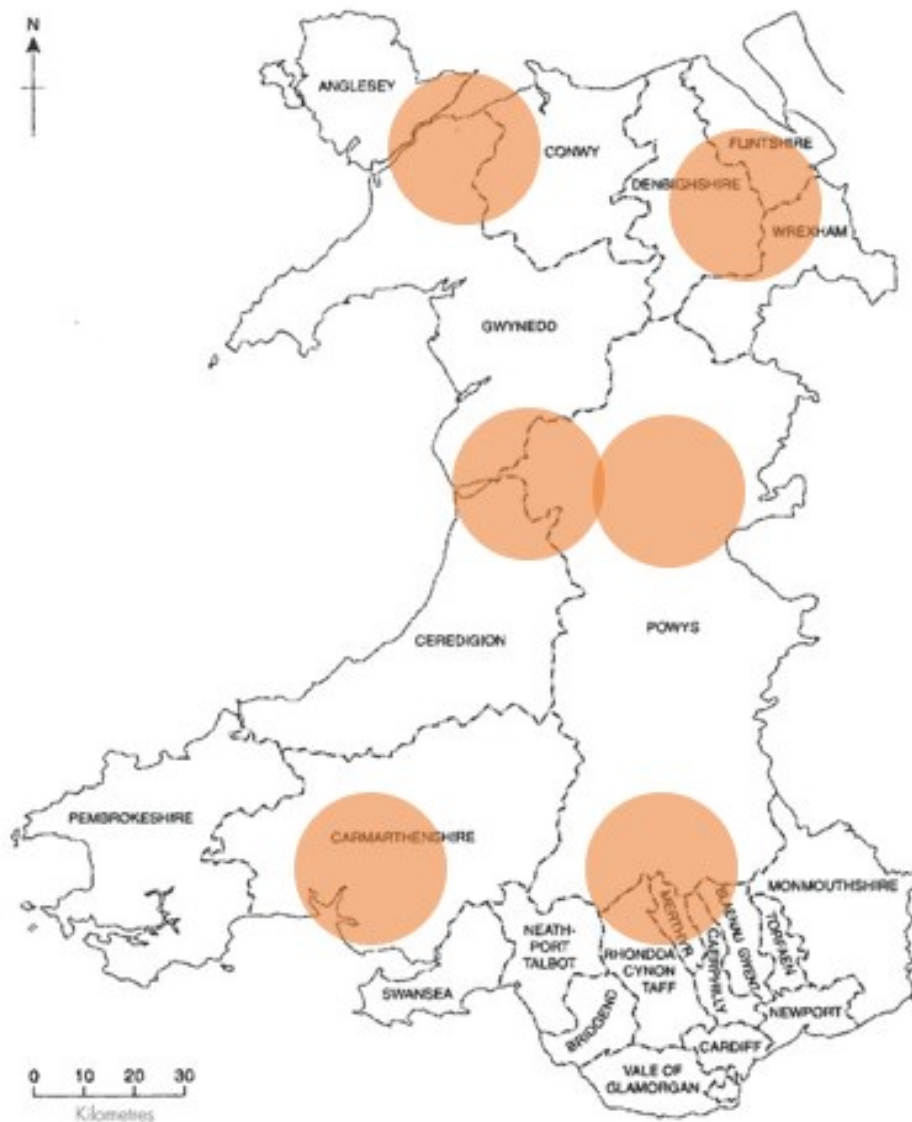 N
ANGLESEY
CONWY
FLINTSHIRE
DENBIGHSHIRE
WREXHAM
GWYNEDD
POWYS
CEREDIGION
PEMBROKESHIRE
CARMARTHENSHIRE
MONMOUTHSHIRE
MERTHYR
BLAENAU GWENT
TORFAEN
CAERPHILLY
NEATH-
PORT
TALBOT
RHONDDA
CYNON
TAFF
SWANSEA
BRIDGEND
NEWPORT
CARDIFF
VALE OF
GLAMORGAN
0 10 20 30
Kilometres